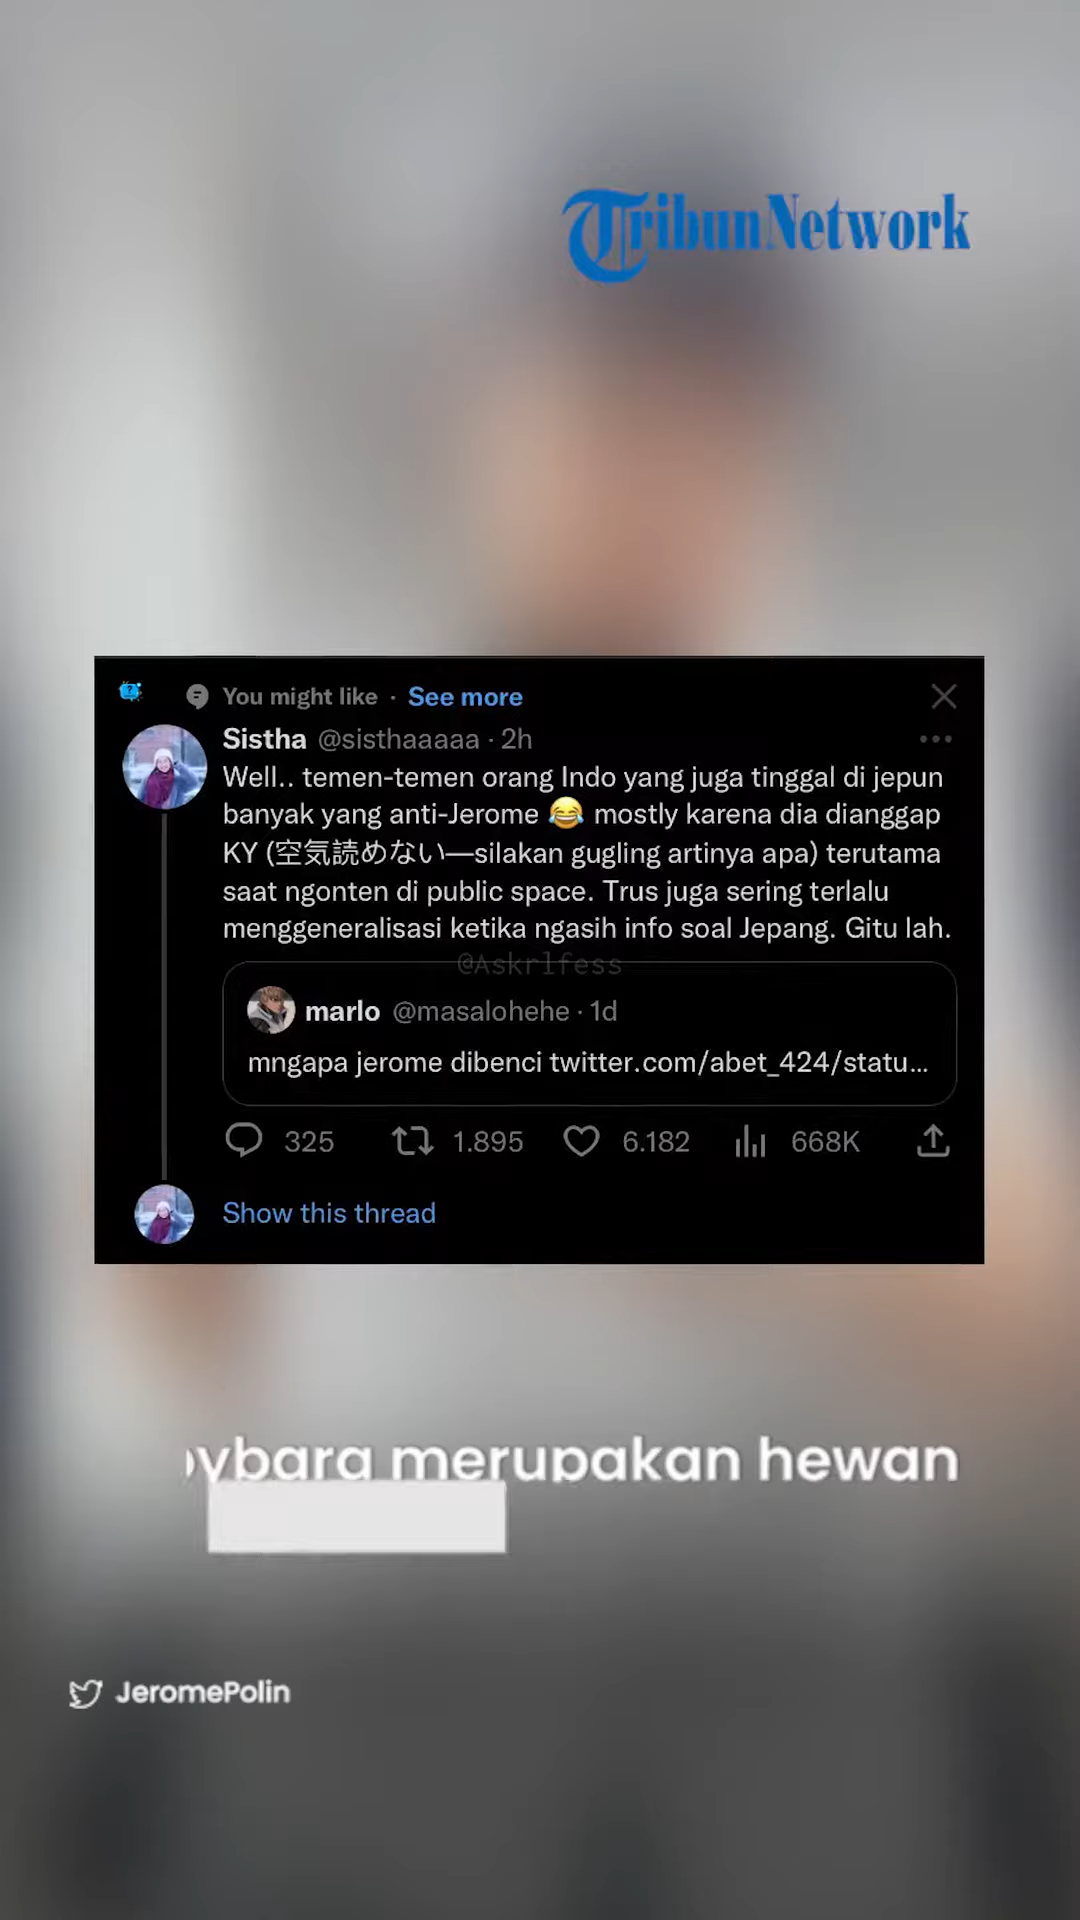 TribunNetwork
You might like · See more
Sistha @sisthaaaaa · 2h
Well.. temen-temen orang Indo yang juga tinggal di jepun
banyak yang anti-Jerome 😂 mostly karena dia dianggap
KY (空気読めない—silakan gugling artinya apa) terutama
saat ngonten di public space. Trus juga sering terlalu
menggeneralisasi ketika ngasih info soal Jepang. Gitu lah.
@Askrlfess
marlo @masalohehe · 1d
mngapa jerome dibenci twitter.com/abet_424/statu...
325 1.895 6.182 668K
Show this thread
merupakan hewan
JeromePolin